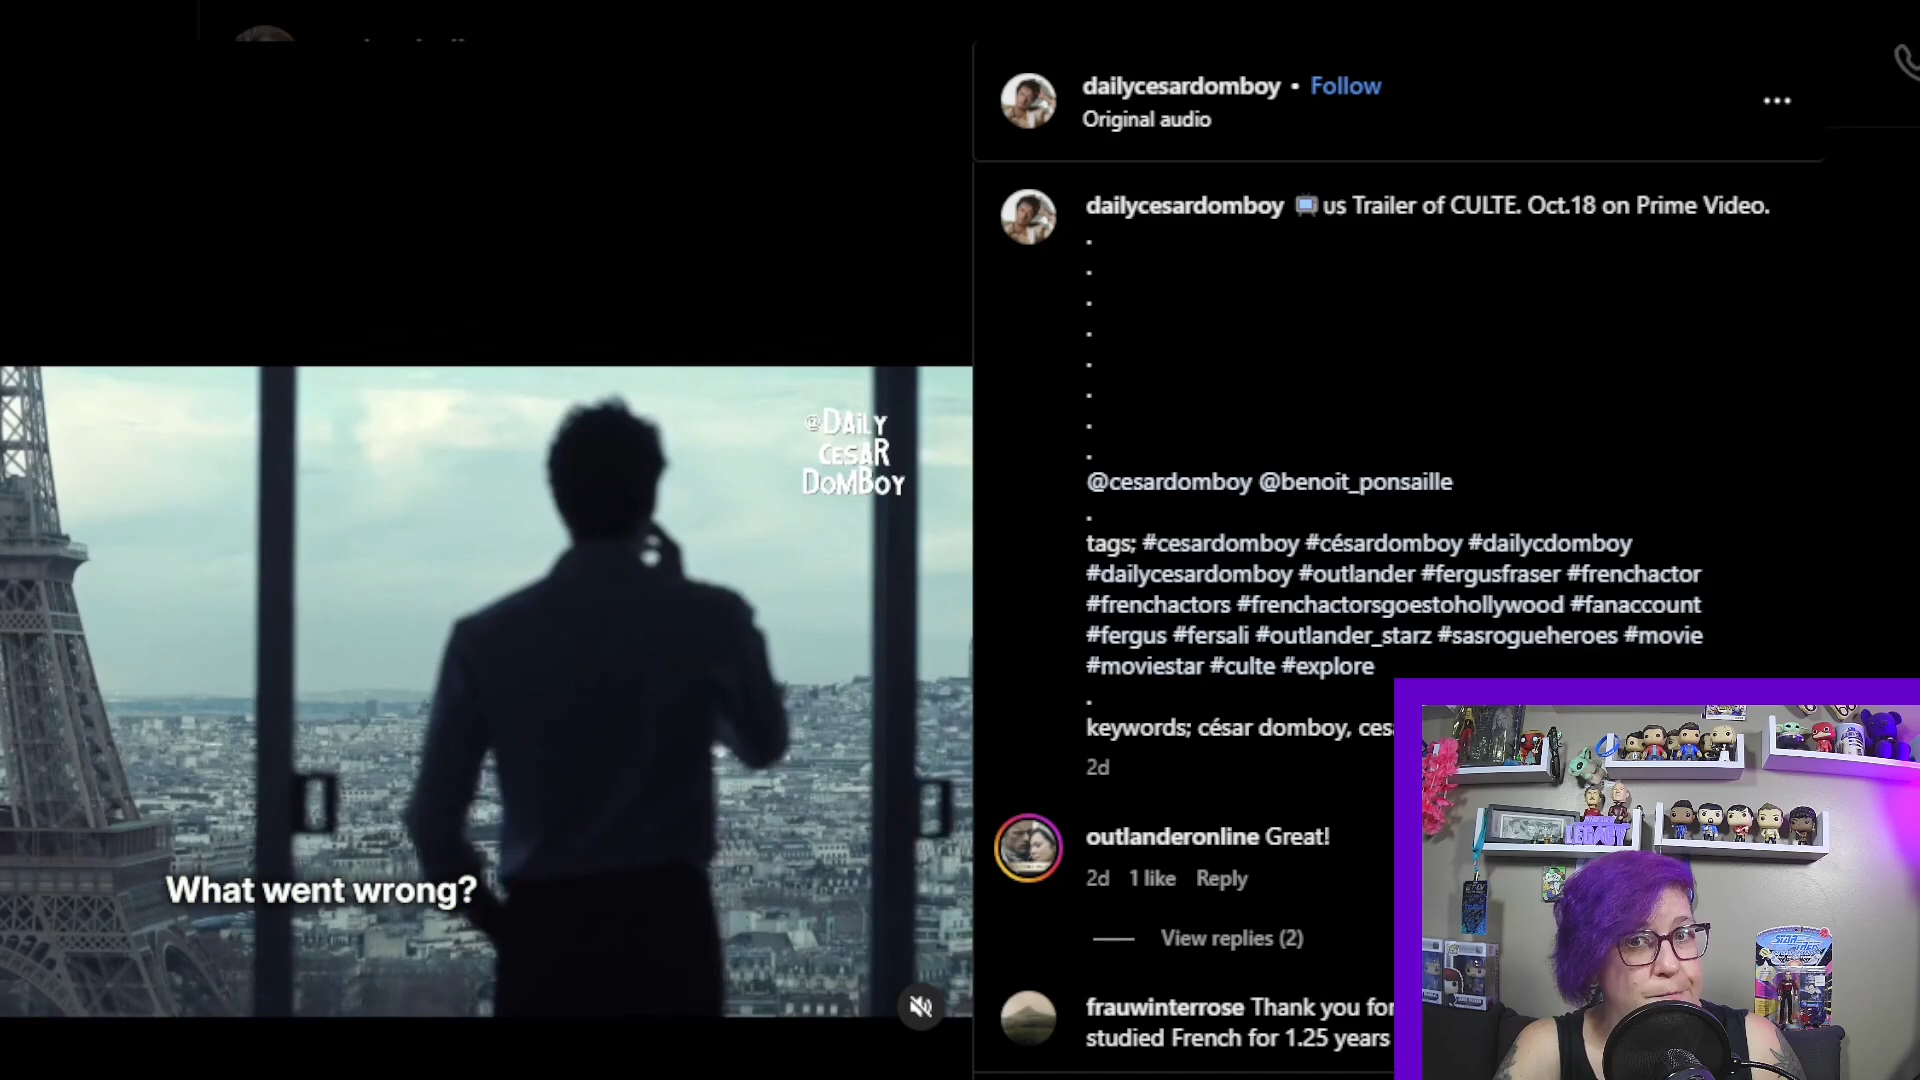 dailycesardomboy • Follow
Original audio
dailycesardomboy us Trailer of CULTE. Oct.18 on Prime Video.
.
.
.
.
.
.
.
.
@cesardomboy @benoit_ponsaille
.
tags; #cesardomboy #césardomboy #dailycdomboy
#dailycesardomboy #outlander #fergusfraser #frenchactor
#frenchactors #frenchactorsgoestohollywood #fanaccount
#fergus #fersali #outlander_starz #sasrogueheroes #movie
#moviestar #culte #explore
.
keywords; césar domboy, ces
2d
outlanderonline Great!
2d 1 like Reply
View replies (2)
frauwinterrose Thank you for
studied French for 1.25 years
@DAiLY
CESAR
DoMBoy
What went wrong?
LEGACY
STAR TREK